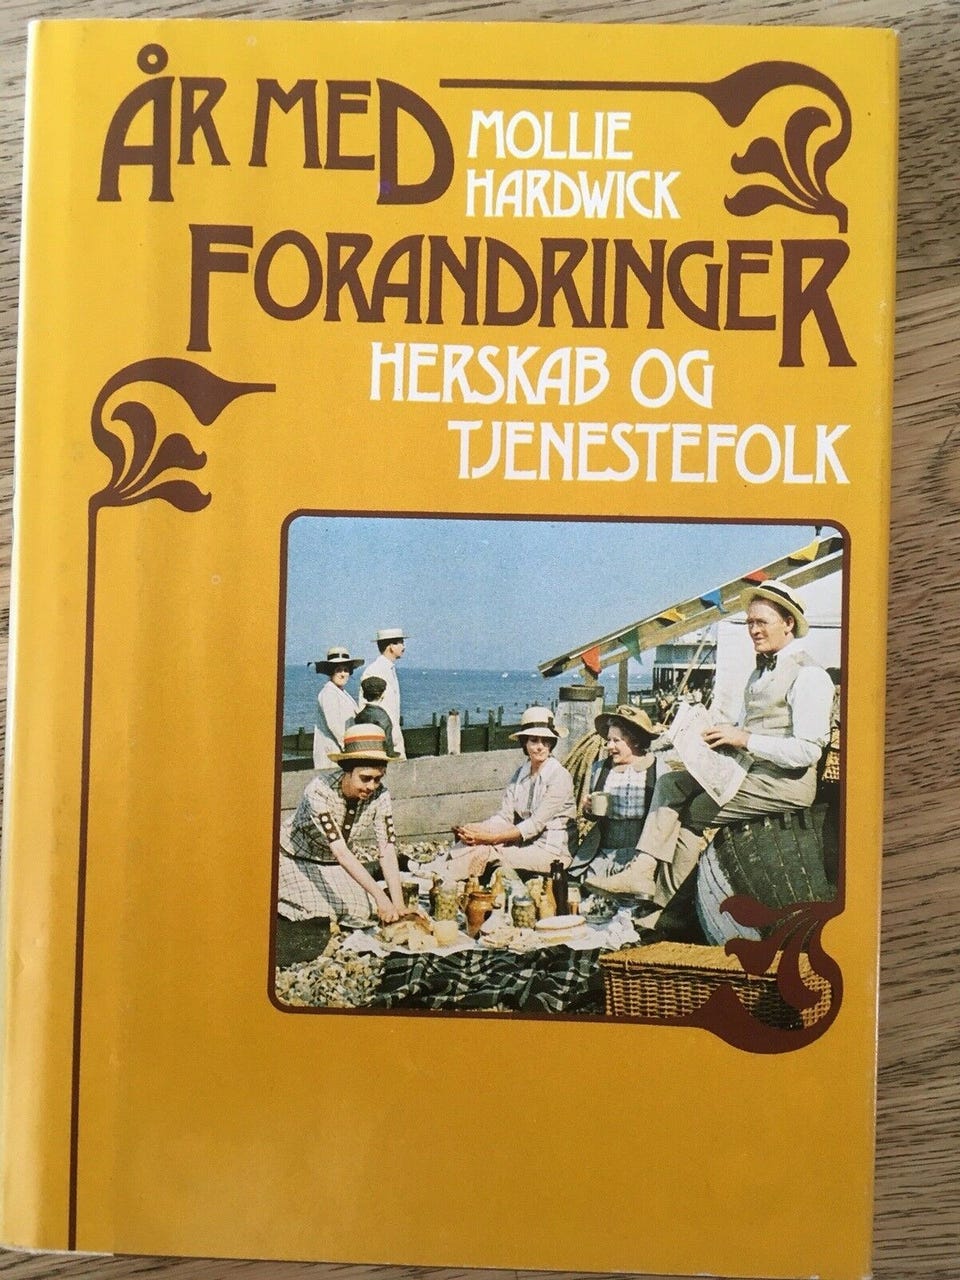 ÅR MED
MOLLIE
HARDWICK
FORANDRINGER
HERSKAB OG
TJENESTEFOLK